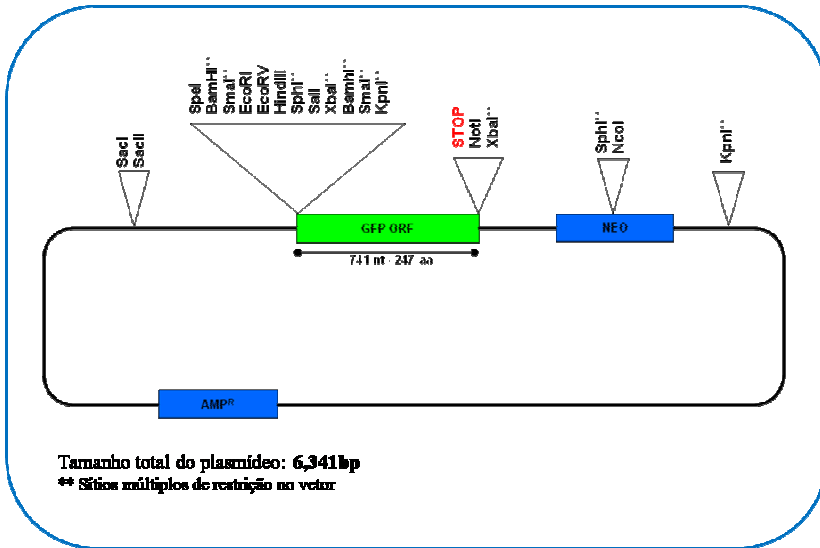 SacI
SacII
SpeI
BamHI**
SmaI**
EcoRI
EcoRV
HindIII
SphI**
SalI
XbaI**
BamhI**
SmaI**
KpnI**
STOP
NotI
XbaI**
SphI**
NcoI
KpnI**
GFP ORF
NEO
741 nt - 247 aa
AMPᴿ
Tamanho total do plasmídeo: 6,341bp
** Sítios múltiplos de restrição no vetor